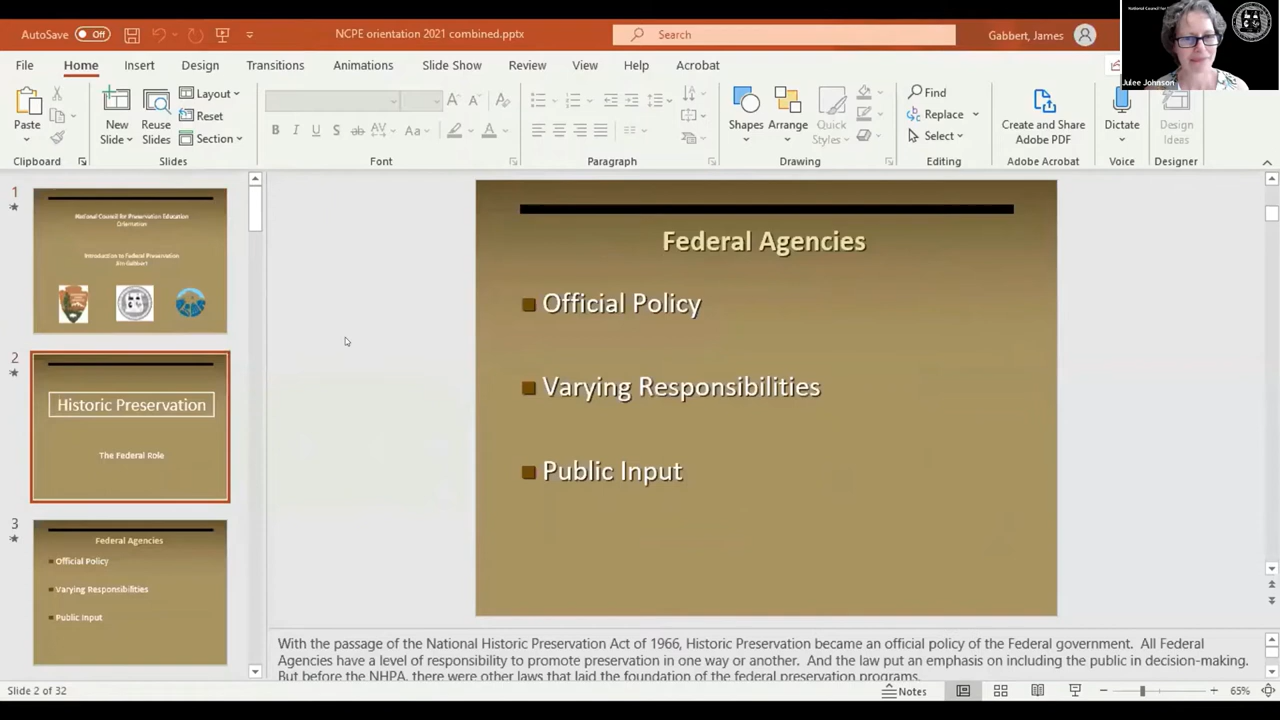 AutoSave Off
NCPE orientation 2021 combined.pptx
Search
Gabbert, James
Julee Johnson
File Home Insert Design Transitions Animations Slide Show Review View Help Acrobat
Paste
New
Slides
Reuse
Slides
Layout
Reset
Section
B I U S ab AV Aa A
Shapes
Arrange
Quick
Styles
Find
Replace
Select
Create and Share
Adobe PDF
Dictate
Design
Ideas
Clipboard Slides Font Paragraph Drawing Editing Adobe Acrobat Voice Designer
1
National Council for Preservation Education
Orientation
Introduction to Federal Preservation
Jim Gabbert
2
Historic Preservation
The Federal Role
3
Federal Agencies
Official Policy
Varying Responsibilities
Public Input
Federal Agencies
Official Policy
Varying Responsibilities
Public Input
With the passage of the National Historic Preservation Act of 1966, Historic Preservation became an official policy of the Federal government. All Federal
Agencies have a level of responsibility to promote preservation in one way or another. And the law put an emphasis on including the public in decision-making.
But before the NHPA, there were other laws that laid the foundation of the federal preservation programs.
Slide 2 of 32
Notes
65%